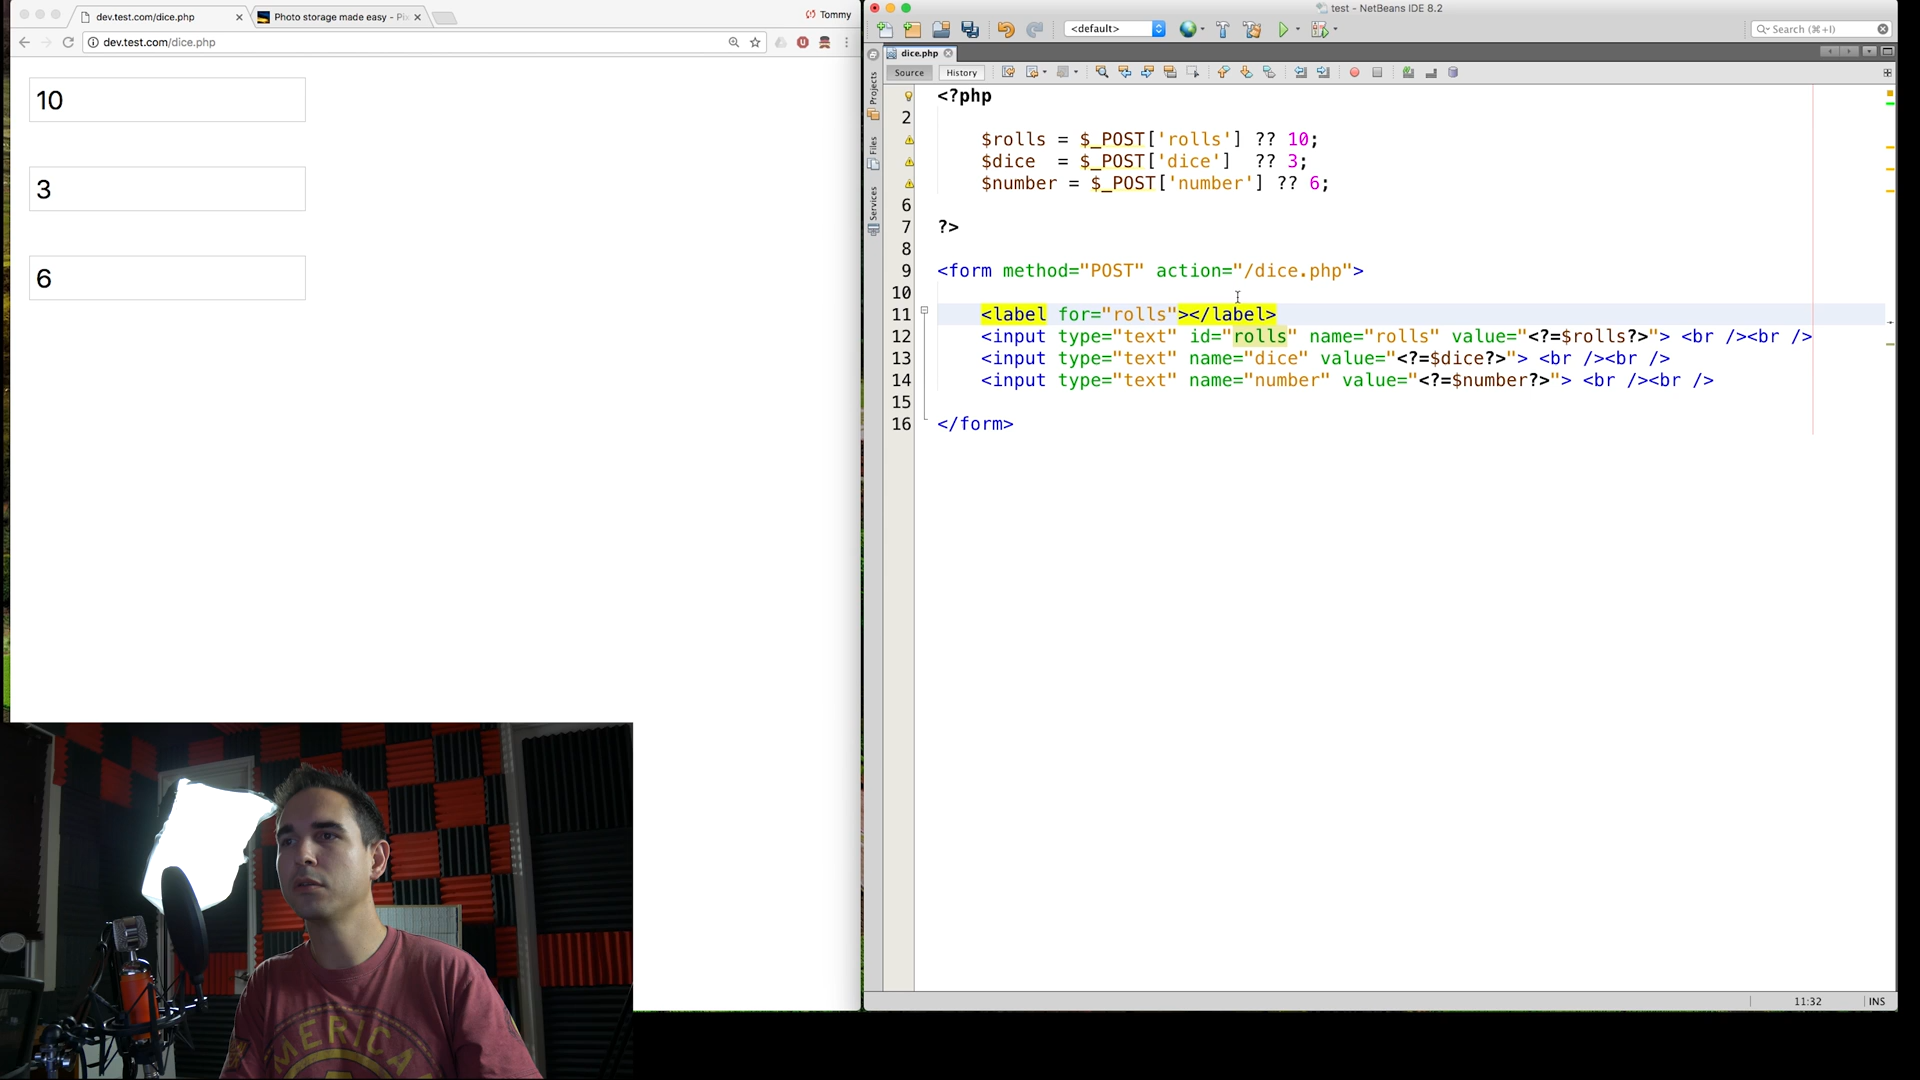 dev.test.com/dice.php
Photo storage made easy - Pi
Tommy
dev.test.com/dice.php
10
3
6
test - NetBeans IDE 8.2
<default>
Search (⌘+I)
dice.php
Source
History
Projects
Files
Services
<?php
2
$rolls = $_POST['rolls'] ?? 10;
$dice  = $_POST['dice']  ?? 3;
$number = $_POST['number'] ?? 6;
6
7 ?>
8
9 <form method="POST" action="/dice.php">
10
11 <label for="rolls"></label>
12 <input type="text" id="rolls" name="rolls" value="<?=$rolls?>"> <br /><br />
13 <input type="text" name="dice" value="<?=$dice?>"> <br /><br />
14 <input type="text" name="number" value="<?=$number?>"> <br /><br />
15
16 </form>
11:32
INS
MERICA